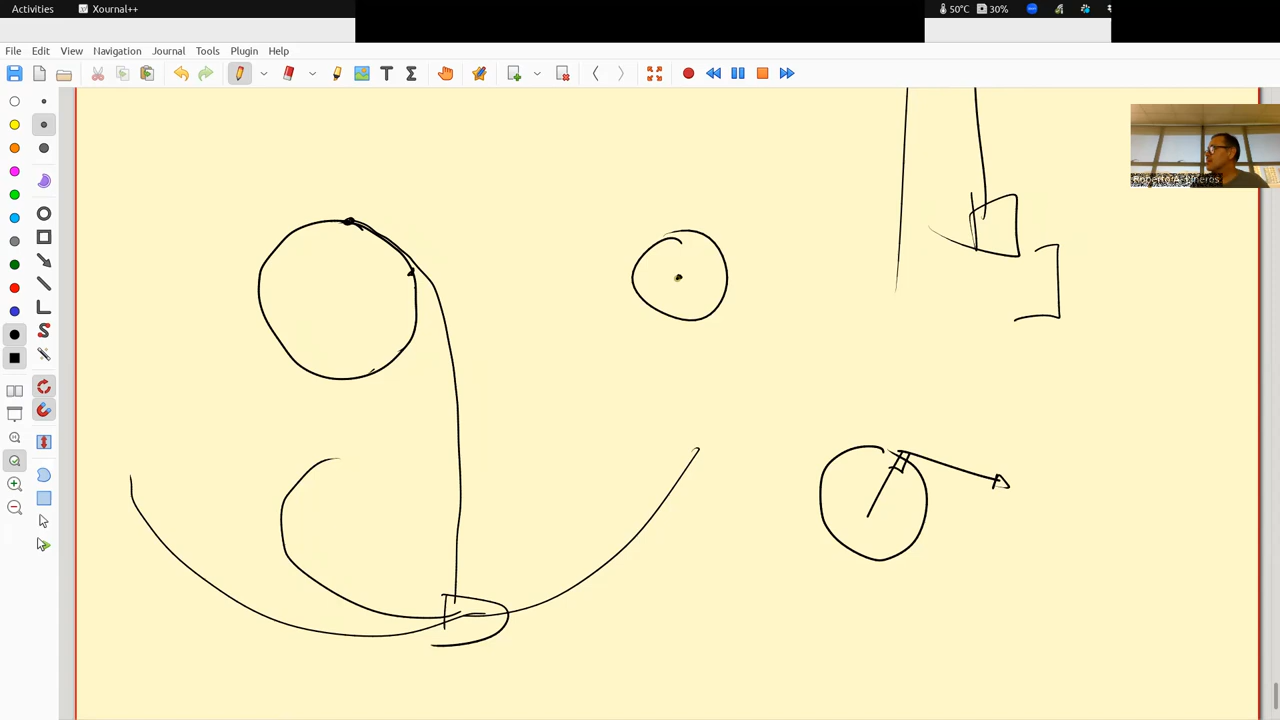 Activities
Xournal++
50°C
30%
File Edit View Navigation Journal Tools Plugin Help